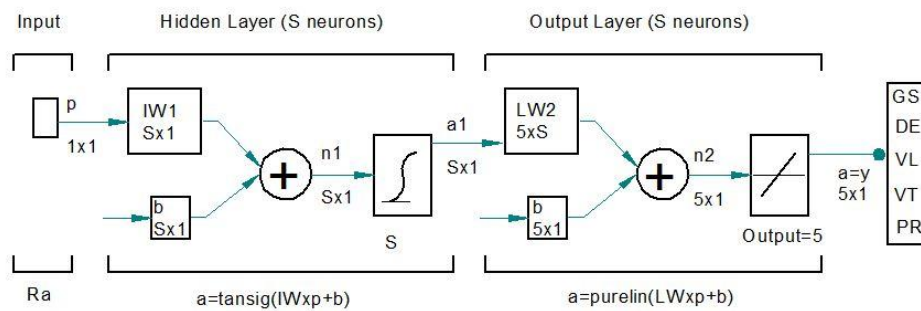 Input
Hidden Layer (S neurons)
Output Layer (S neurons)
p
1x1
IW1
Sx1
b
Sx1
n1
Sx1
S
a1
Sx1
LW2
5xS
b
5x1
n2
5x1
Output=5
a=y
5x1
GS
DE
VL
VT
PR
Ra
a=tansig(IWxp+b)
a=purelin(LWxp+b)